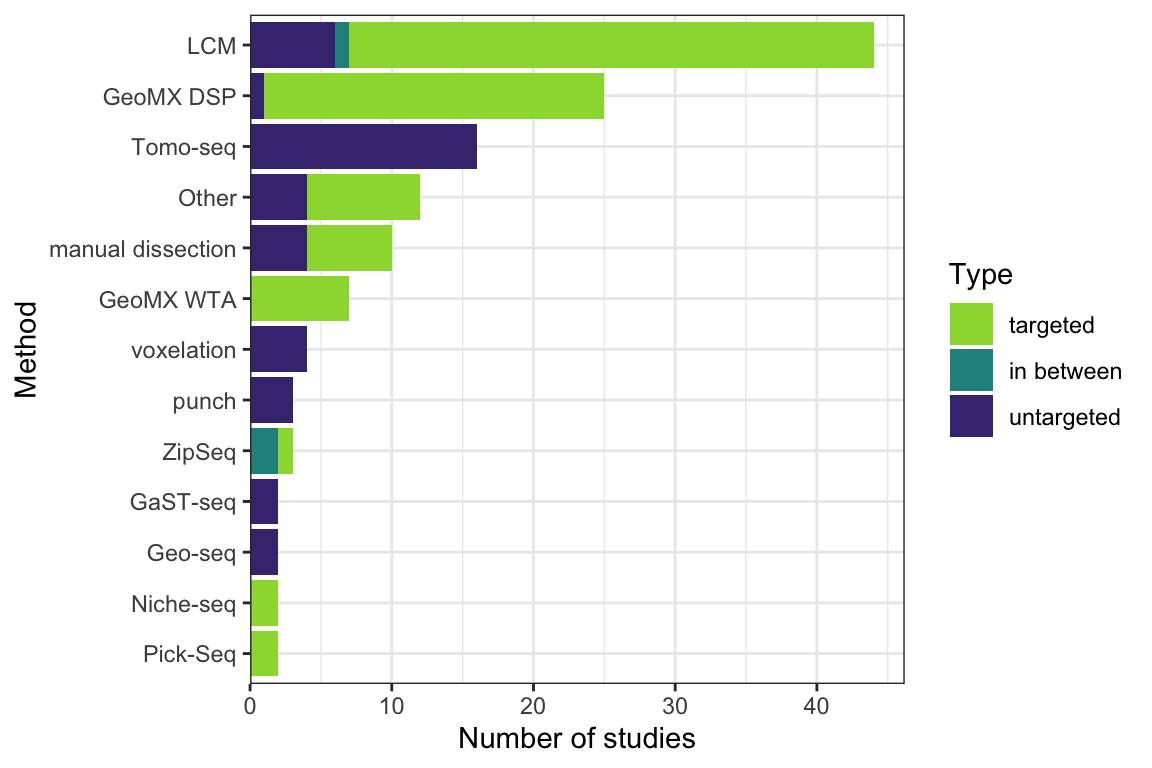 LCM
GeoMX DSP
Tomo-seq
Other
manual dissection
GeoMX WTA
voxelation
punch
ZipSeq
GaST-seq
Geo-seq
Niche-seq
Pick-Seq
Method
0 10 20 30 40
Number of studies
Type
targeted
in between
untargeted